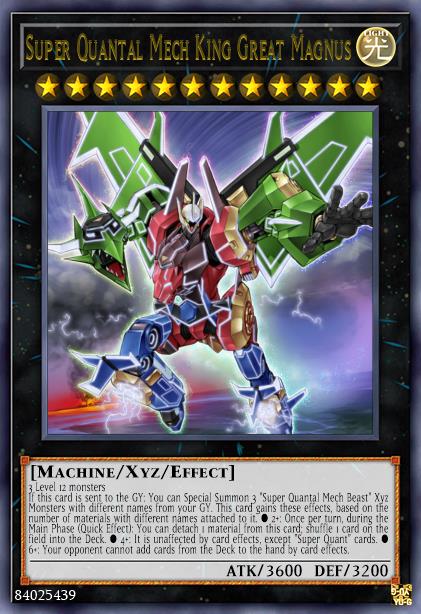 Super Quantal Mech King Great Magnus
LIGHT
光
[Machine/Xyz/Effect]
3 Level 12 monsters
If this card is sent to the GY: You can Special Summon 3 "Super Quantal Mech Beast" Xyz
Monsters with different names from your GY. This card gains these effects, based on the
number of materials with different names attached to it. ● 2+: Once per turn, during the
Main Phase (Quick Effect): You can detach 1 material from this card; shuffle 1 card on the
field into the Deck. ● 4+: It is unaffected by card effects, except "Super Quant" cards. ●
6+: Your opponent cannot add cards from the Deck to the hand by card effects.
ATK/3600 DEF/3200
84025439